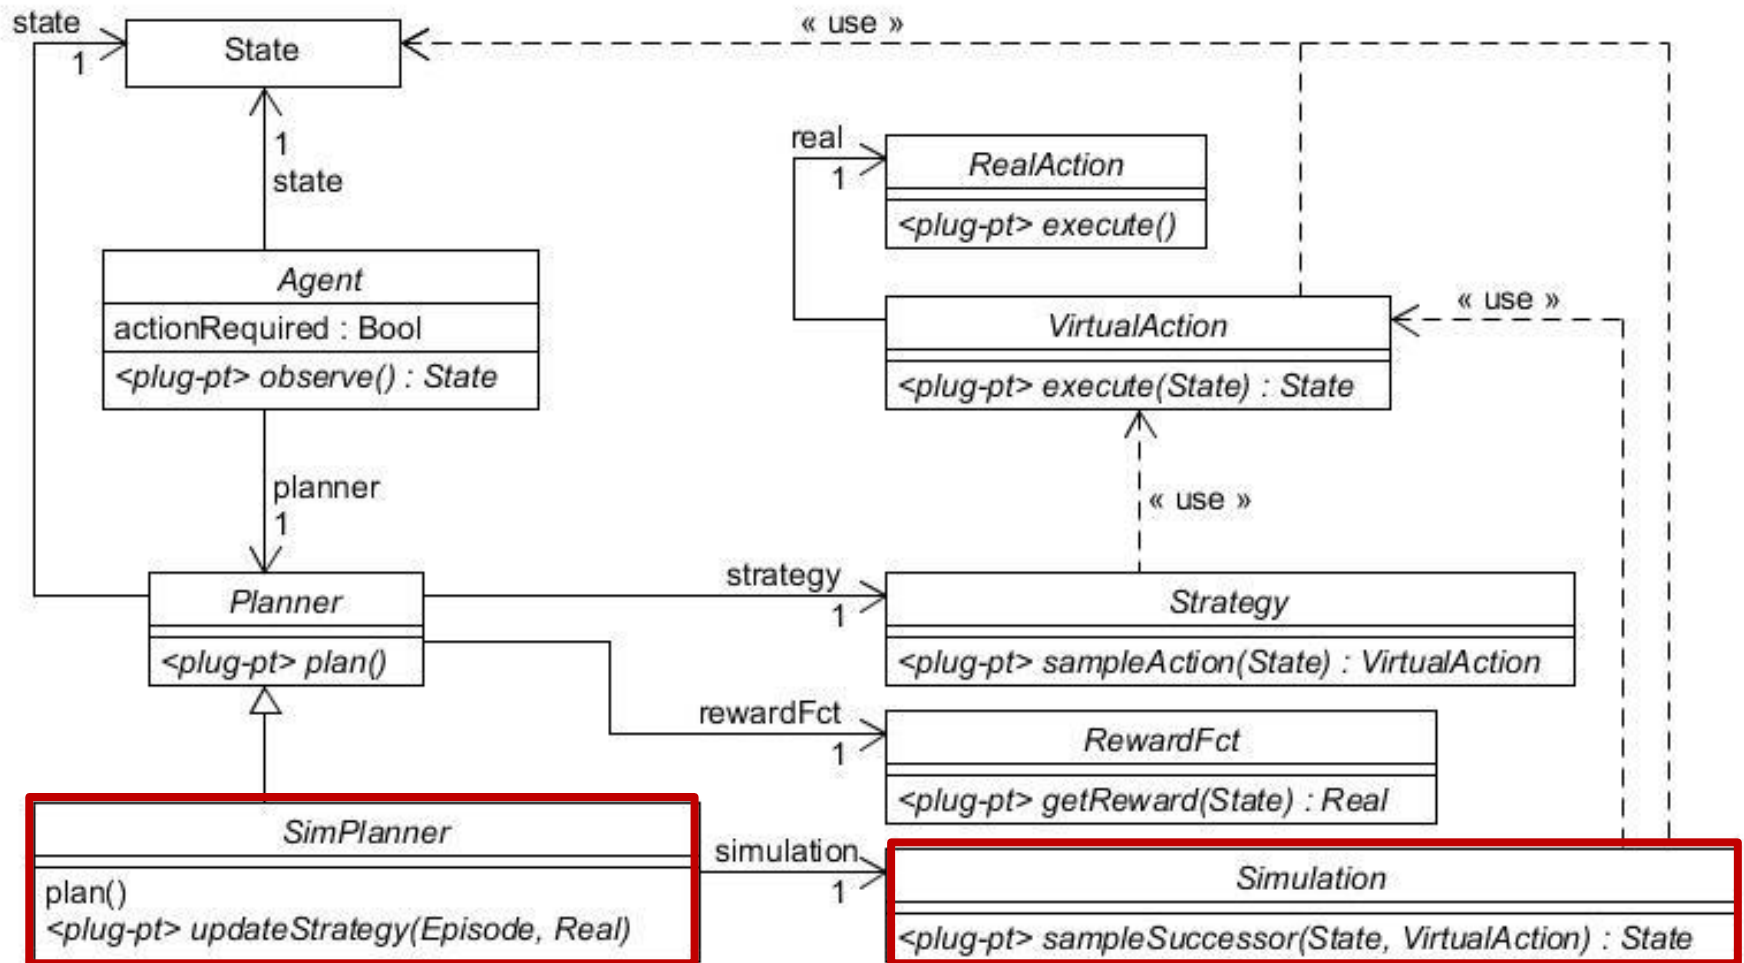 state
1
State
« use »
1
state
real
1
RealAction
<plug-pt> execute()
Agent
actionRequired : Bool
<plug-pt> observe() : State
VirtualAction
<plug-pt> execute(State) : State
« use »
planner
1
« use »
Planner
<plug-pt> plan()
strategy
1
Strategy
<plug-pt> sampleAction(State) : VirtualAction
rewardFct
1
RewardFct
<plug-pt> getReward(State) : Real
SimPlanner
plan()
<plug-pt> updateStrategy(Episode, Real)
simulation
1
Simulation
<plug-pt> sampleSuccessor(State, VirtualAction) : State